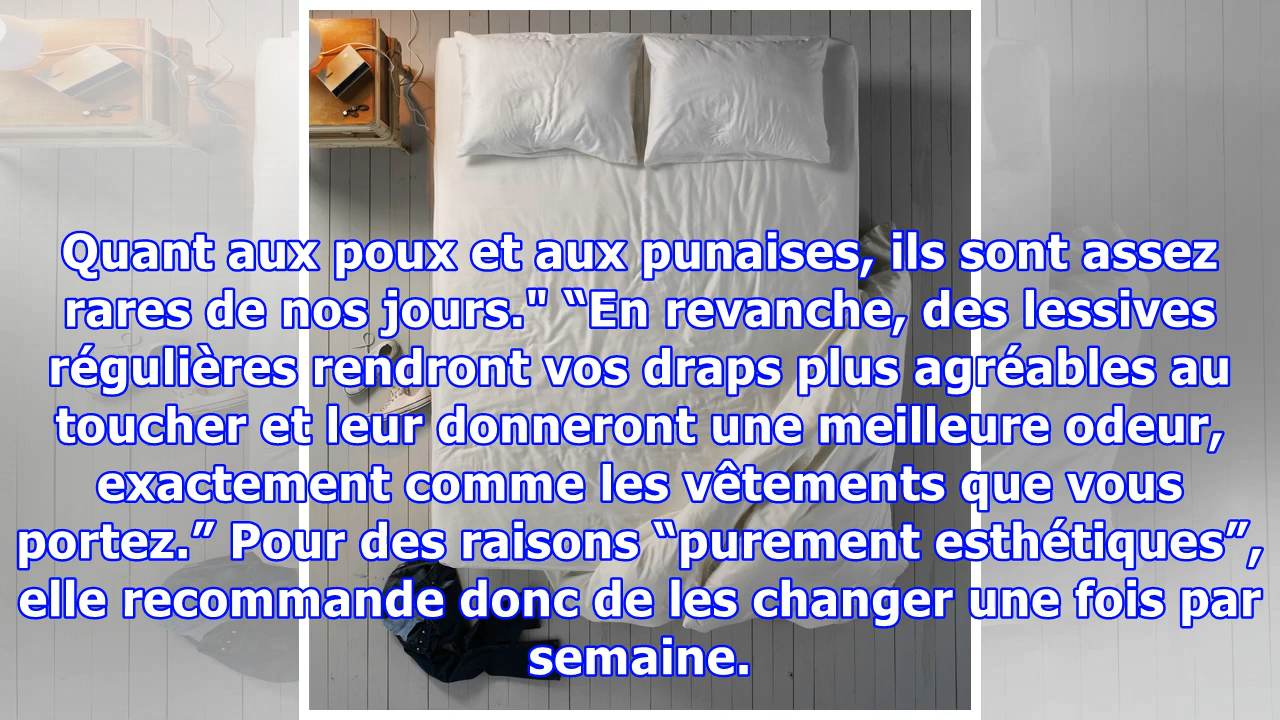 Quant aux poux et aux punaises, ils sont assez
rares de nos jours." “En revanche, des lessives
régulières rendront vos draps plus agréables au
toucher et leur donneront une meilleure odeur,
exactement comme les vêtements que vous
portez.” Pour des raisons “purement esthétiques”,
elle recommande donc de les changer une fois par
semaine.